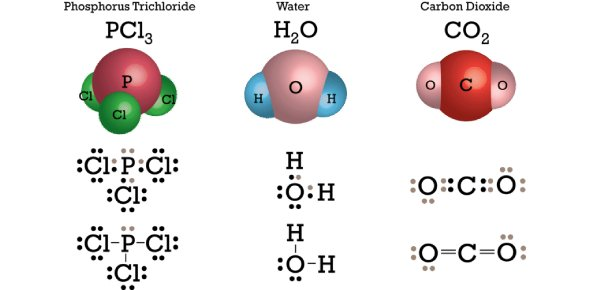 Phosphorus Trichloride Water Carbon Dioxide
PCl₃ H₂O CO₂
P O C
Cl Cl Cl H H O O
H
:Cl:P:Cl: :O::C::O:
:O:H
:Cl:
H
:Cl-P-Cl: :O=C=O:
:O-H
:Cl: